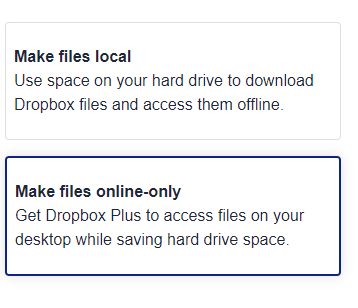 Make files local
Use space on your hard drive to download
Dropbox files and access them offline.
Make files online-only
Get Dropbox Plus to access files on your
desktop while saving hard drive space.